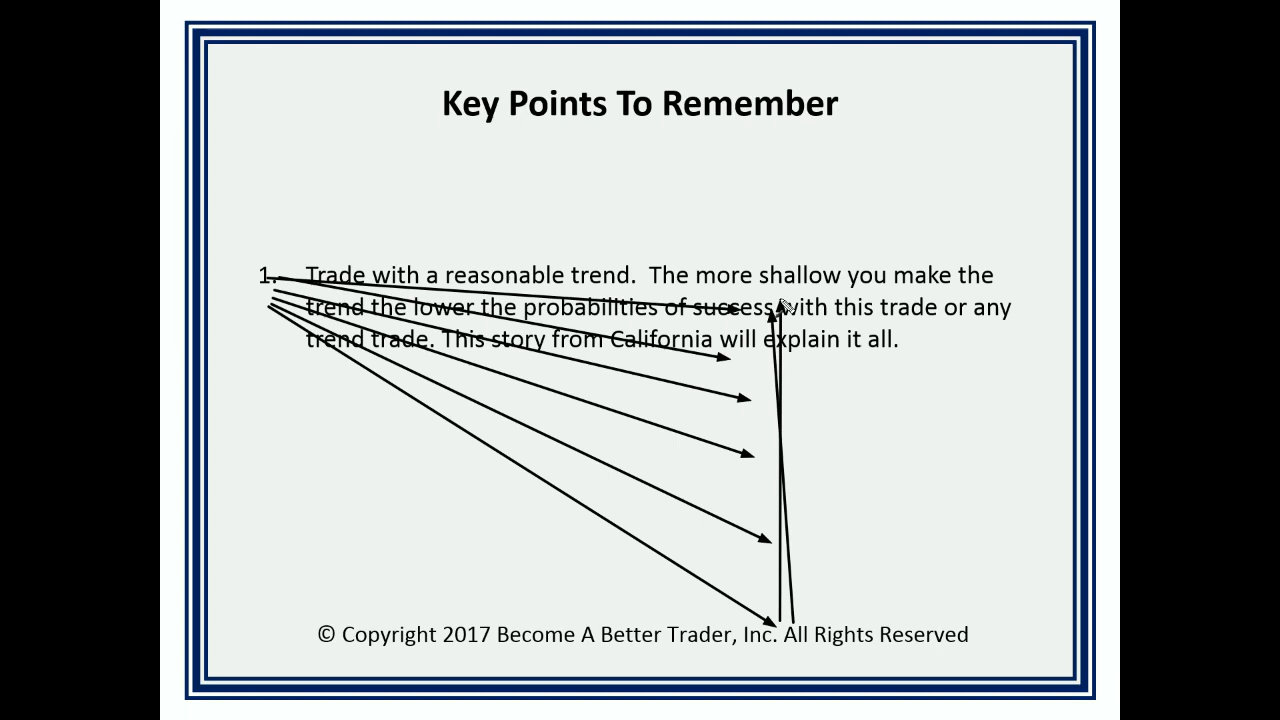 Key Points To Remember
1. Trade with a reasonable trend.  The more shallow you make the
trend the lower the probabilities of success with this trade or any
trend trade. This story from California will explain it all.
© Copyright 2017 Become A Better Trader, Inc. All Rights Reserved